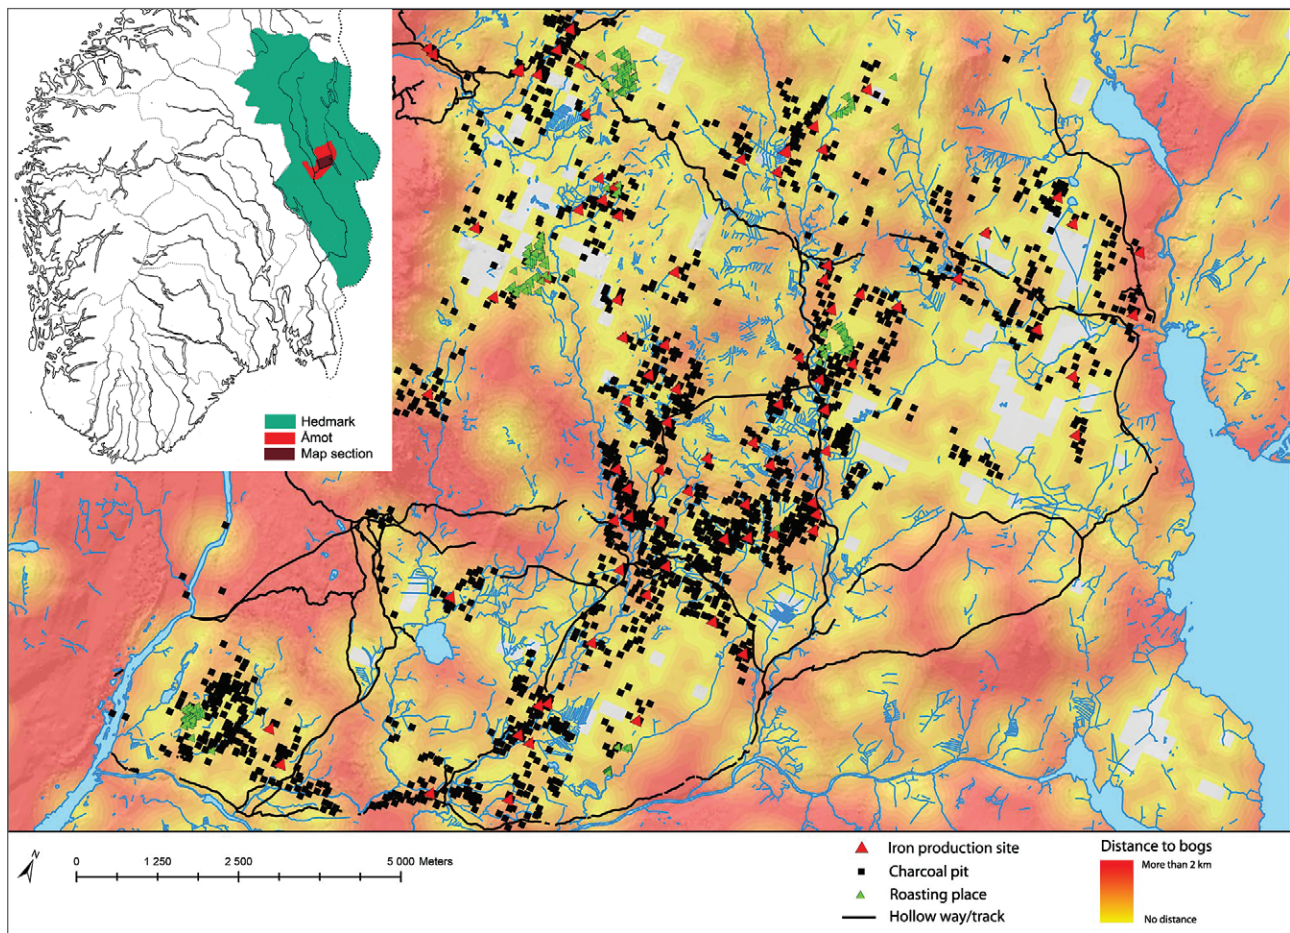 Hedmark
Åmot
Map section
N
0 1 250 2 500 5 000 Meters
Iron production site
Charcoal pit
Roasting place
Hollow way/track
Distance to bogs
More than 2 km
No distance